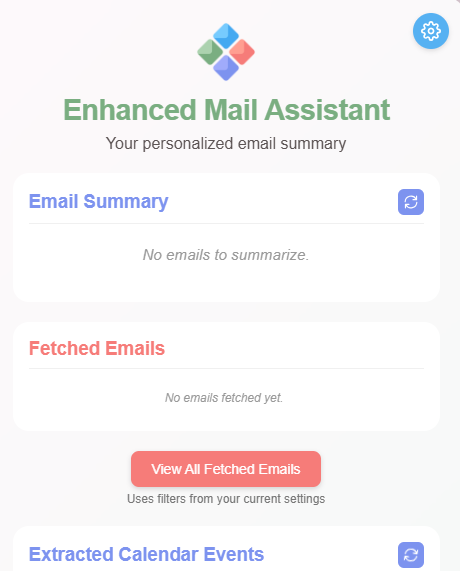 Enhanced Mail Assistant
Your personalized email summary
Email Summary
No emails to summarize.
Fetched Emails
No emails fetched yet.
View All Fetched Emails
Uses filters from your current settings
Extracted Calendar Events